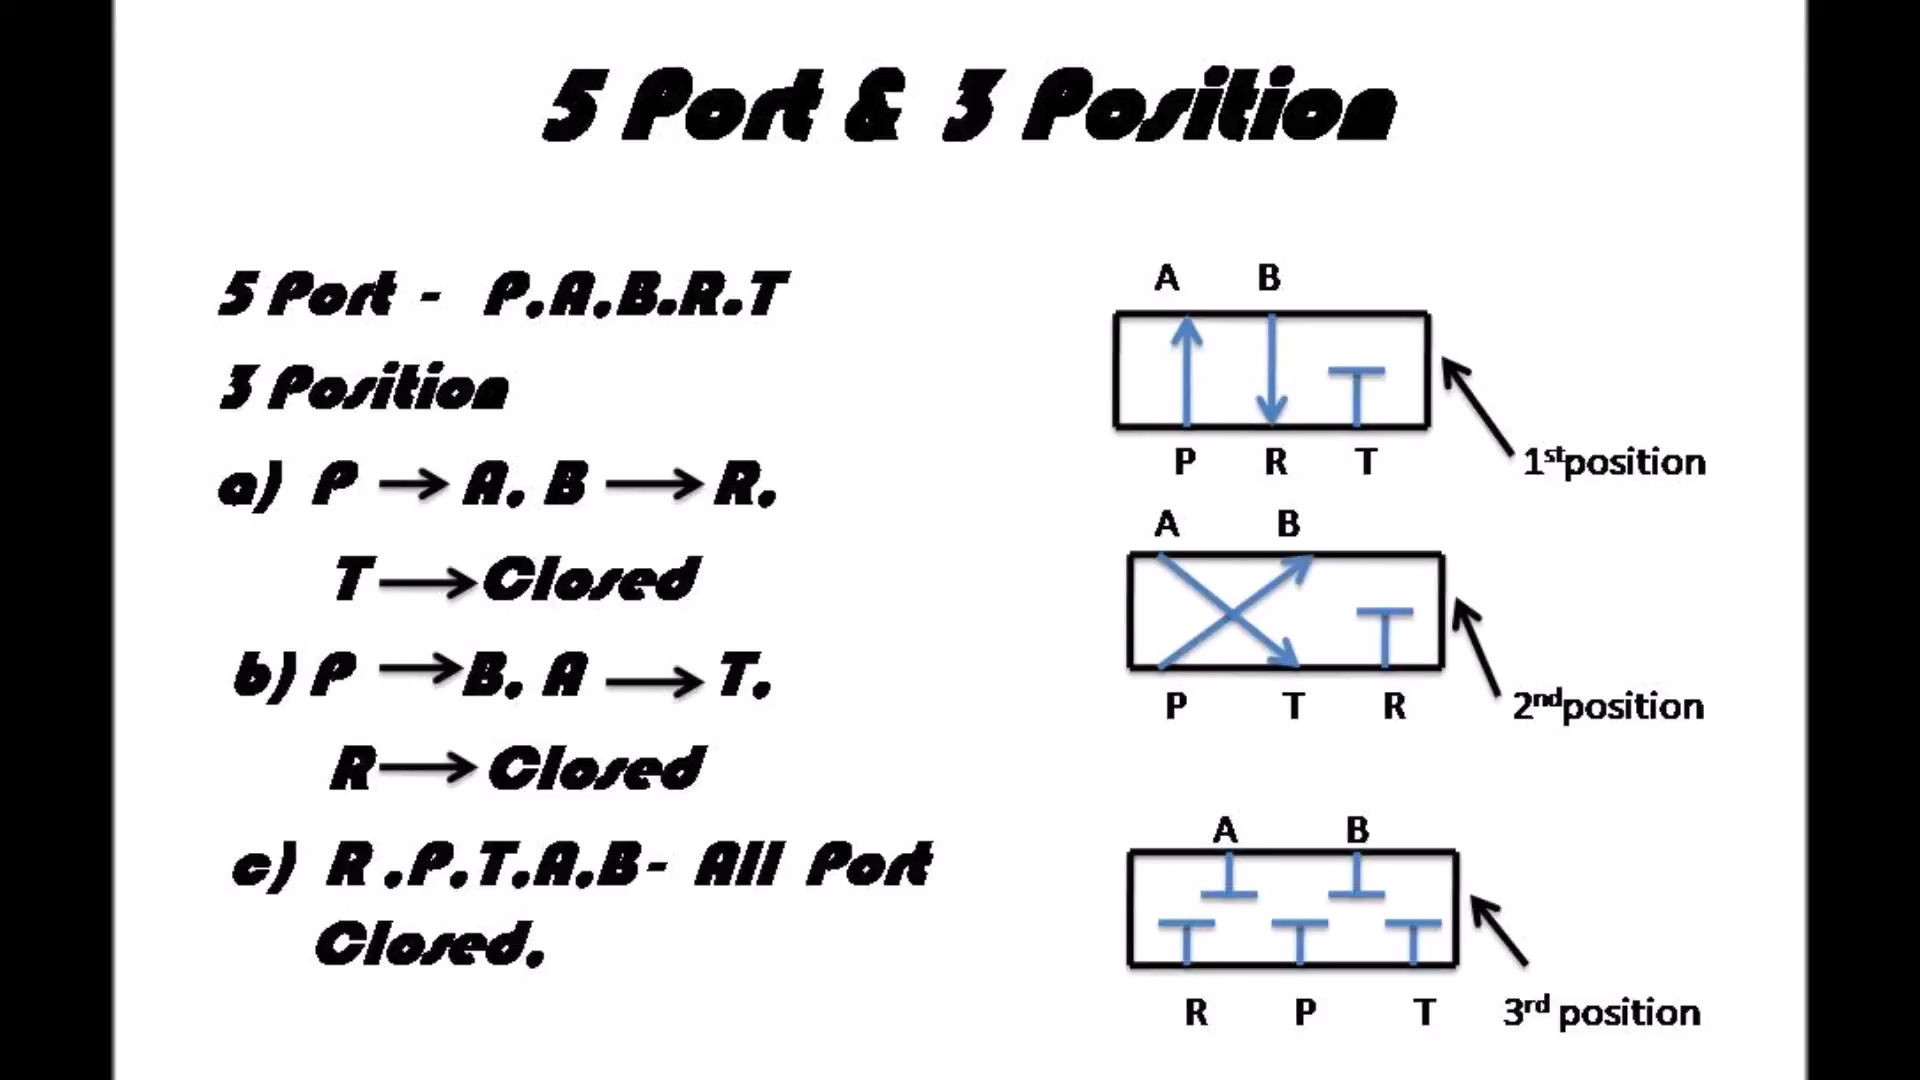 5 Port & 3 Position
5 Port - P,A,B,R,T
3 Position
a) P → A, B → R,
T → Closed
b) P → B, A → T,
R → Closed
c) R ,P,T,A,B- All Port
Closed,
A B
P R T
1st position
A B
P T R
2nd position
A B
R P T
3rd position